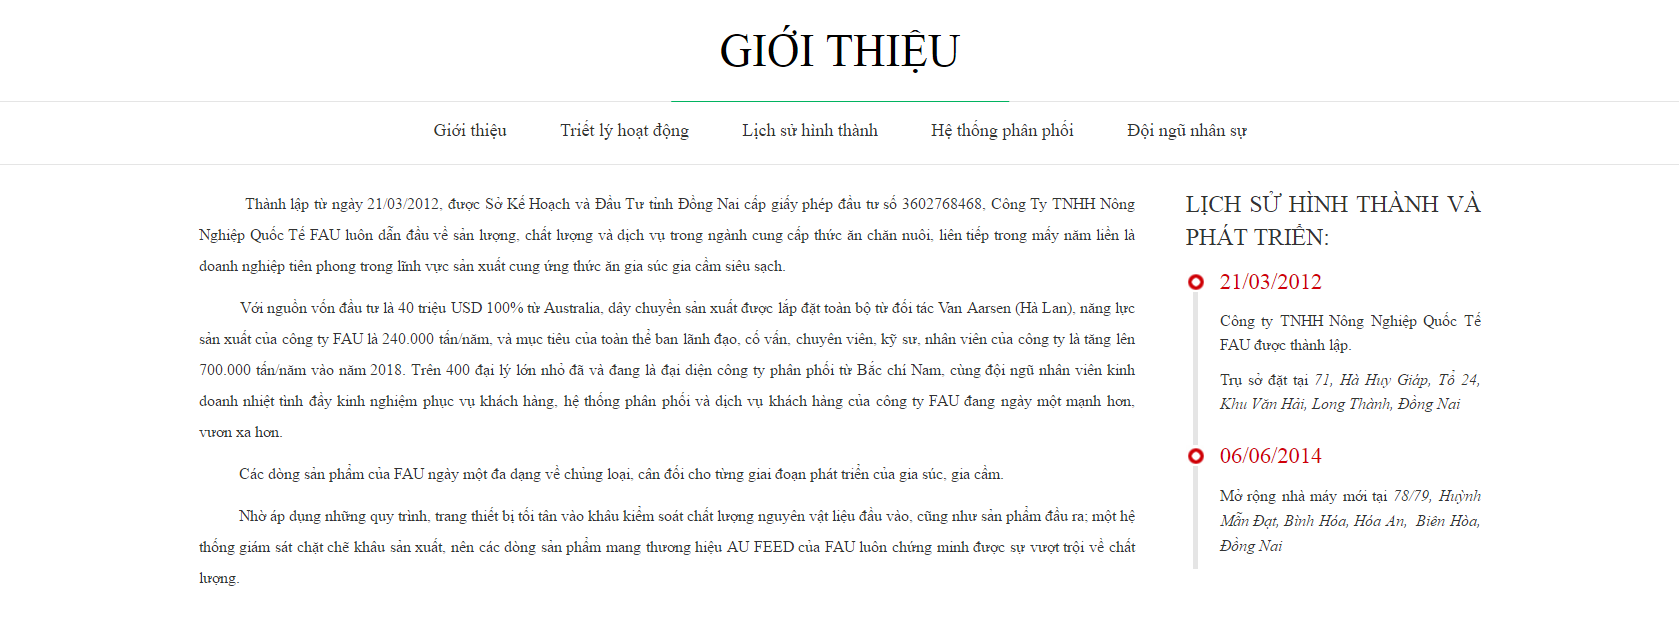 GIỚI THIỆU
Giới thiệu Triết lý hoạt động Lịch sử hình thành Hệ thống phân phối Đội ngũ nhân sự
Thành lập từ ngày 21/03/2012, được Sở Kế Hoạch và Đầu Tư tỉnh Đồng Nai cấp giấy phép đầu tư số 3602768468, Công Ty TNHH Nông
Nghiệp Quốc Tế FAU luôn dẫn đầu về sản lượng, chất lượng và dịch vụ trong ngành cung cấp thức ăn chăn nuôi, liên tiếp trong mấy năm liền là
doanh nghiệp tiên phong trong lĩnh vực sản xuất cung ứng thức ăn gia súc gia cầm siêu sạch.
Với nguồn vốn đầu tư là 40 triệu USD 100% từ Australia, dây chuyền sản xuất được lắp đặt toàn bộ từ đối tác Van Aarsen (Hà Lan), năng lực
sản xuất của công ty FAU là 240.000 tấn/năm, và mục tiêu của toàn thể ban lãnh đạo, cố vấn, chuyên viên, kỹ sư, nhân viên của công ty là tăng lên
700.000 tấn/năm vào năm 2018. Trên 400 đại lý lớn nhỏ đã và đang là đại diện công ty phân phối từ Bắc chí Nam, cùng đội ngũ nhân viên kinh
doanh nhiệt tình đầy kinh nghiệm phục vụ khách hàng, hệ thống phân phối và dịch vụ khách hàng của công ty FAU đang ngày một mạnh hơn,
vươn xa hơn.
Các dòng sản phẩm của FAU ngày một đa dạng về chủng loại, cân đối cho từng giai đoạn phát triển của gia súc, gia cầm.
Nhờ áp dụng những quy trình, trang thiết bị tối tân vào khâu kiểm soát chất lượng nguyên vật liệu đầu vào, cũng như sản phẩm đầu ra; một hệ
thống giám sát chặt chẽ khâu sản xuất, nên các dòng sản phẩm mang thương hiệu AU FEED của FAU luôn chứng minh được sự vượt trội về chất
lượng.
LỊCH SỬ HÌNH THÀNH VÀ
PHÁT TRIỂN:
21/03/2012
Công ty TNHH Nông Nghiệp Quốc Tế
FAU được thành lập.
Trụ sở đặt tại 71, Hà Huy Giáp, Tổ 24,
Khu Văn Hải, Long Thành, Đồng Nai
06/06/2014
Mở rộng nhà máy mới tại 78/79, Huỳnh
Mẫn Đạt, Bình Hóa, Hóa An, Biên Hòa,
Đồng Nai